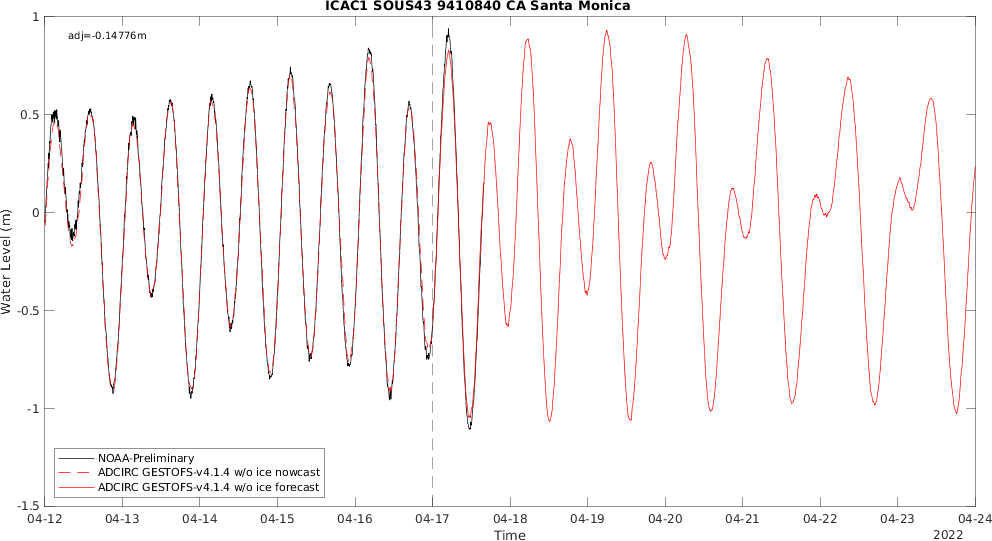 ICAC1 SOUS43 9410840 CA Santa Monica
adj=-0.14776m
1
0.5
0
-0.5
-1
-1.5
Water Level (m)
NOAA-Preliminary
ADCIRC GESTOFS-v4.1.4 w/o ice nowcast
ADCIRC GESTOFS-v4.1.4 w/o ice forecast
04-12 04-13 04-14 04-15 04-16 04-17 04-18 04-19 04-20 04-21 04-22 04-23 04-24
Time
2022